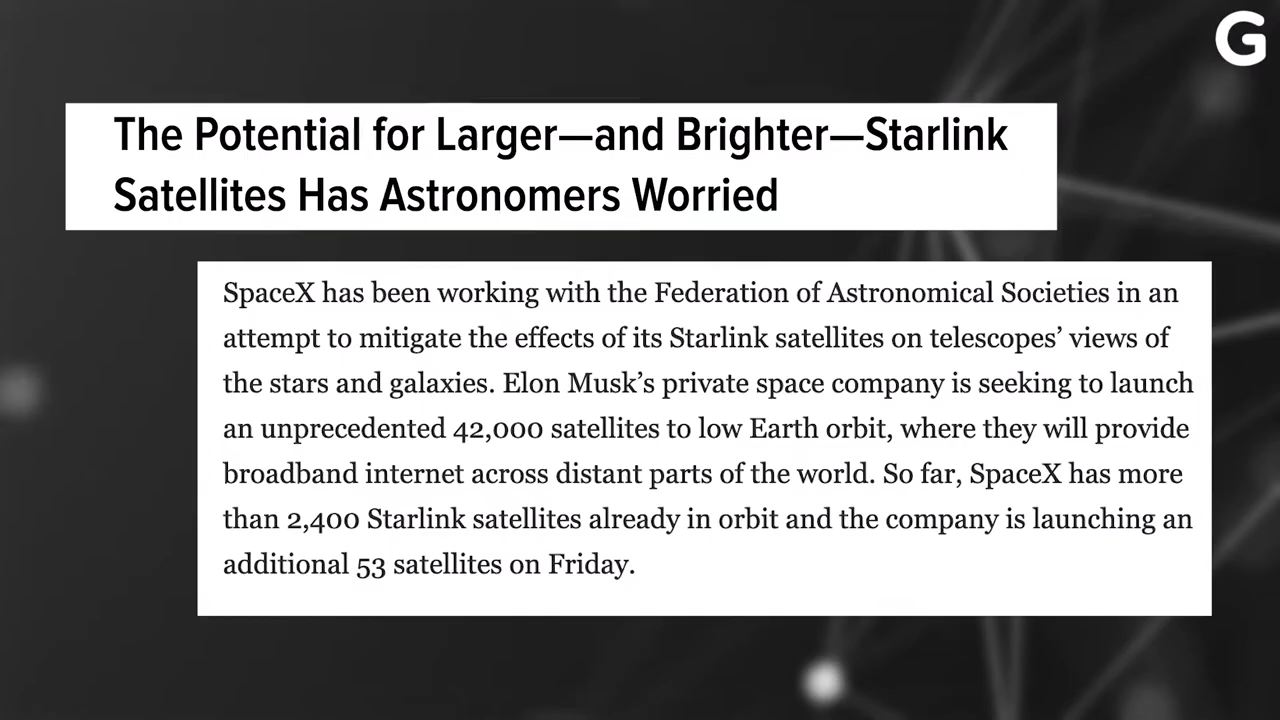 G
The Potential for Larger—and Brighter—Starlink
Satellites Has Astronomers Worried
SpaceX has been working with the Federation of Astronomical Societies in an
attempt to mitigate the effects of its Starlink satellites on telescopes’ views of
the stars and galaxies. Elon Musk’s private space company is seeking to launch
an unprecedented 42,000 satellites to low Earth orbit, where they will provide
broadband internet across distant parts of the world. So far, SpaceX has more
than 2,400 Starlink satellites already in orbit and the company is launching an
additional 53 satellites on Friday.